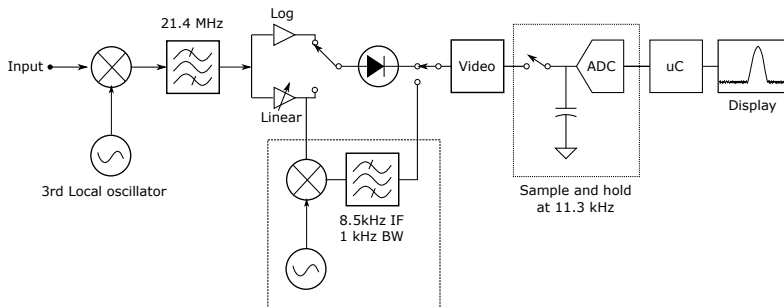 21.4 MHz
Log
Input
Video
ADC
uC
Linear
Display
3rd Local oscillator
8.5kHz IF
1 kHz BW
Sample and hold
at 11.3 kHz